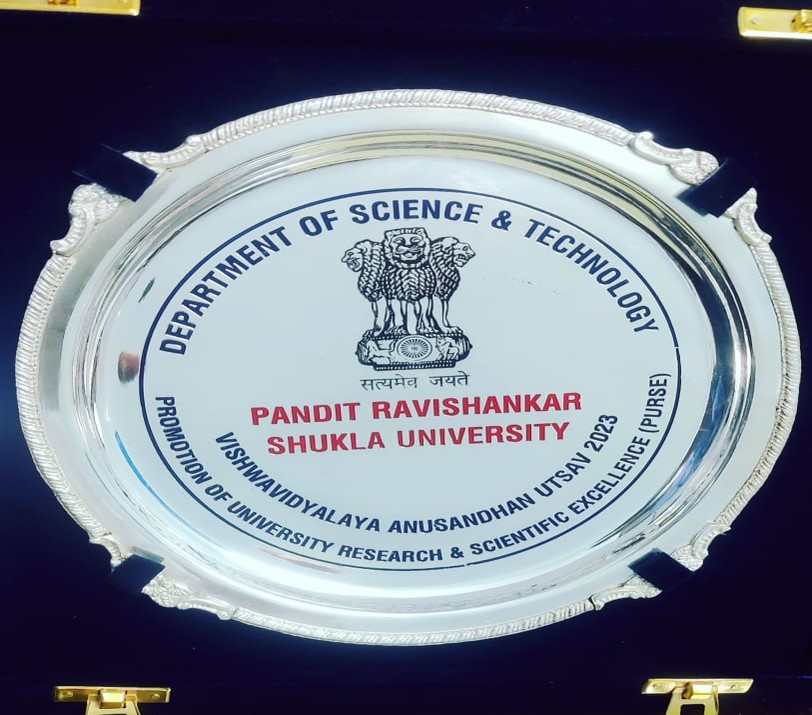 DEPARTMENT OF SCIENCE & TECHNOLOGY
सत्यमेव जयते
PANDIT RAVISHANKAR
SHUKLA UNIVERSITY
VISHWAVIDYALAYA ANUSANDHAN UTSAV 2023
PROMOTION OF UNIVERSITY RESEARCH & SCIENTIFIC EXCELLENCE (PURSE)